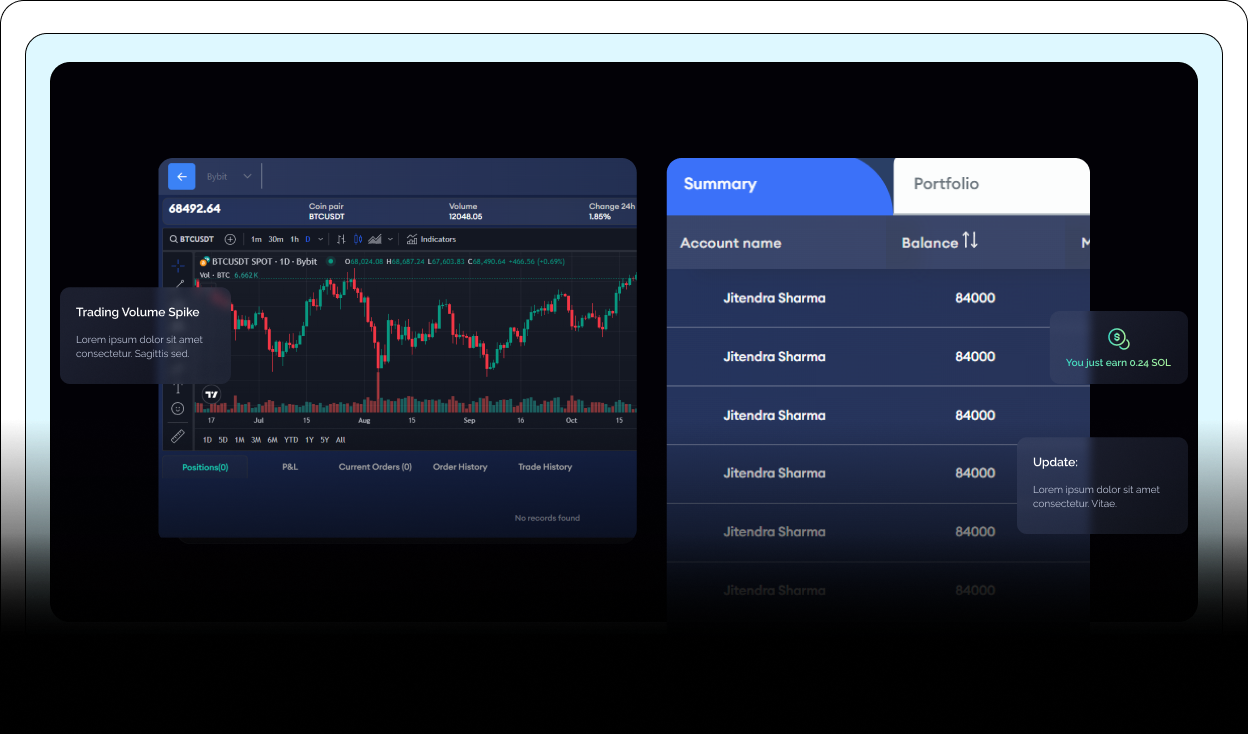 Bybit
68492.64
Coin pair
BTCUSDT
Volume
12048.05
Change 24h
1.85%
BTCUSDT 1m 30m 1h D Indicators
BTCUSDT SPOT · 1D · Bybit O68,024.08 H68,687.24 L67,603.83 C68,490.64 +466.56 (+0.69%)
Vol · BTC 6.662K
Trading Volume Spike
Lorem ipsum dolor sit amet
consectetur. Sagittis sed.
17 Jul 15 Aug 15 Sep 16 Oct 15
1D 5D 1M 3M 6M YTD 1Y 5Y All
Positions(0) P&L Current Orders (0) Order History Trade History
No records found
Summary Portfolio
Account name Balance M
Jitendra Sharma 84000
Jitendra Sharma 84000
Jitendra Sharma 84000
Jitendra Sharma 84000
Jitendra Sharma 84000
Jitendra Sharma 84000
$
You just earn 0.24 SOL
Update:
Lorem ipsum dolor sit amet
consectetur. Vitae.